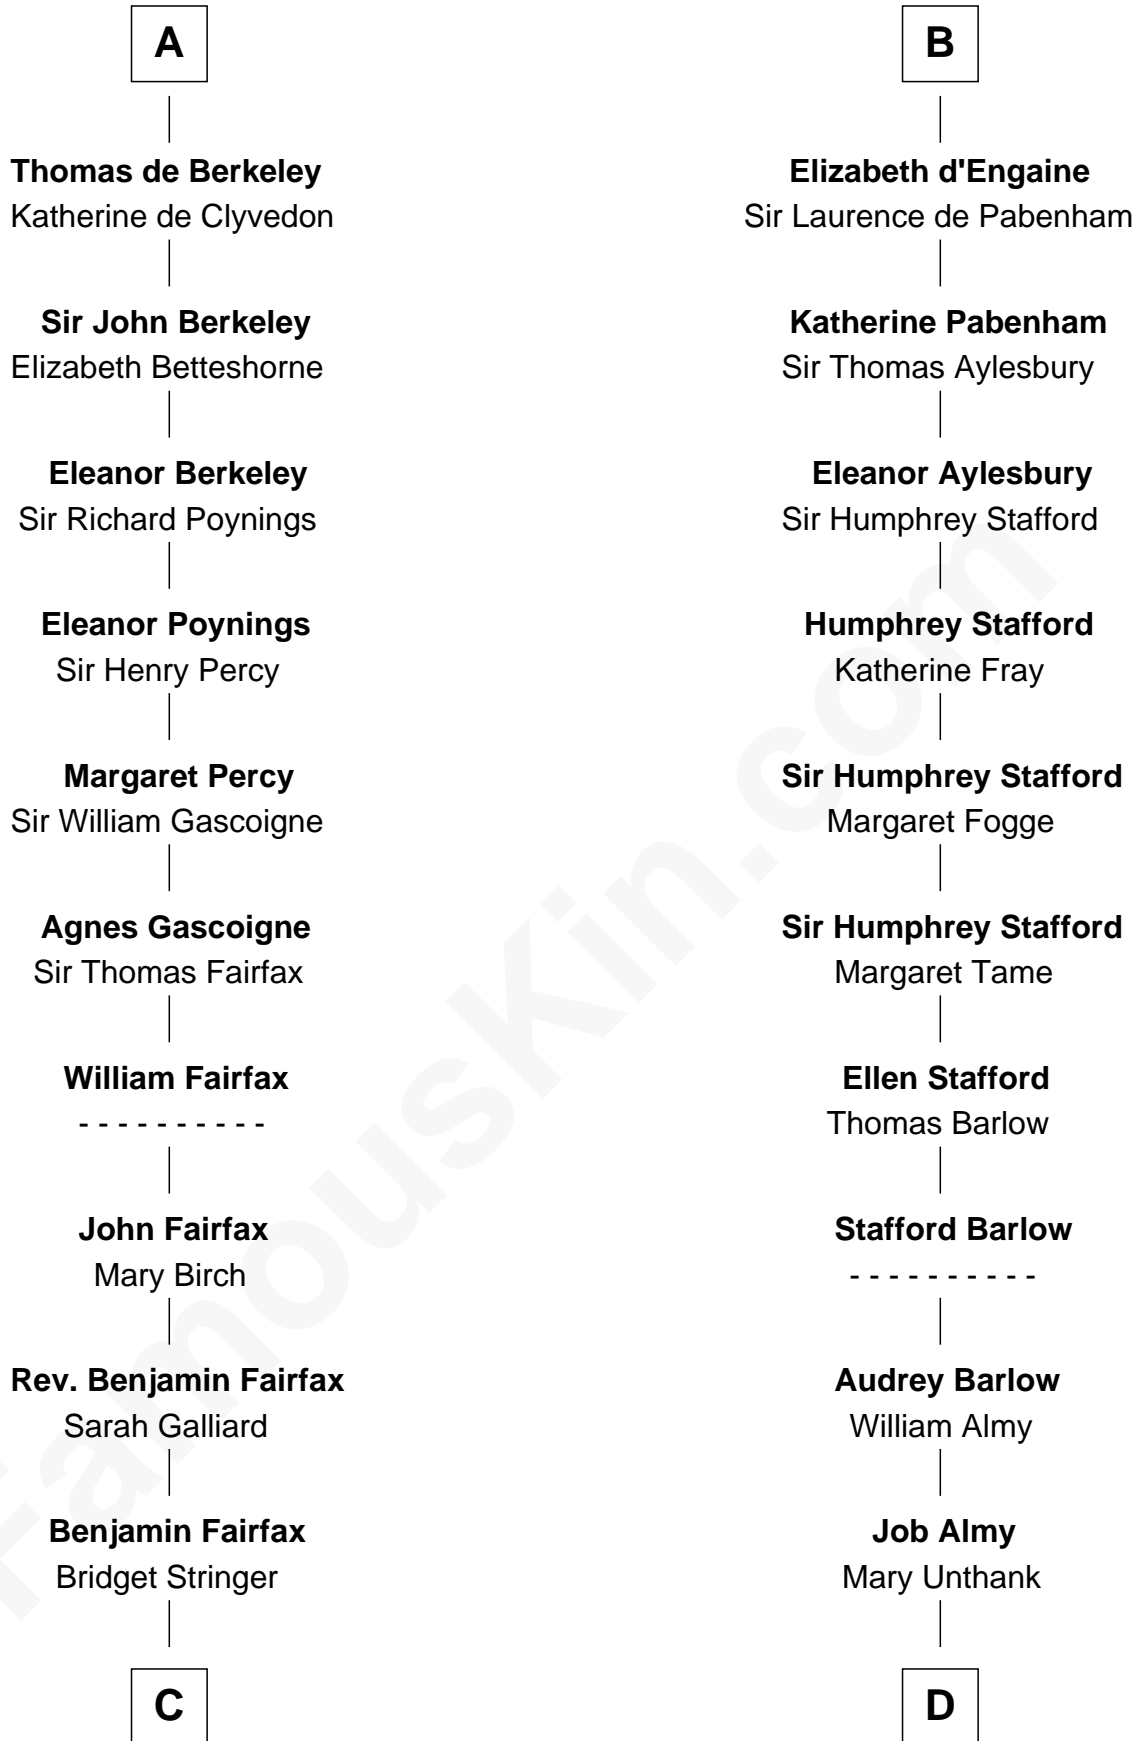 A
Thomas de Berkeley
Katherine de Clyvedon
Sir John Berkeley
Elizabeth Betteshorne
Eleanor Berkeley
Sir Richard Poynings
Eleanor Poynings
Sir Henry Percy
Margaret Percy
Sir William Gascoigne
Agnes Gascoigne
Sir Thomas Fairfax
William Fairfax
- - - - - - - - - -
John Fairfax
Mary Birch
Rev. Benjamin Fairfax
Sarah Galliard
Benjamin Fairfax
Bridget Stringer
C
B
Elizabeth d'Engaine
Sir Laurence de Pabenham
Katherine Pabenham
Sir Thomas Aylesbury
Eleanor Aylesbury
Sir Humphrey Stafford
Humphrey Stafford
Katherine Fray
Sir Humphrey Stafford
Margaret Fogge
Sir Humphrey Stafford
Margaret Tame
Ellen Stafford
Thomas Barlow
Stafford Barlow
- - - - - - - - - -
Audrey Barlow
William Almy
Job Almy
Mary Unthank
D
FamousKin.com